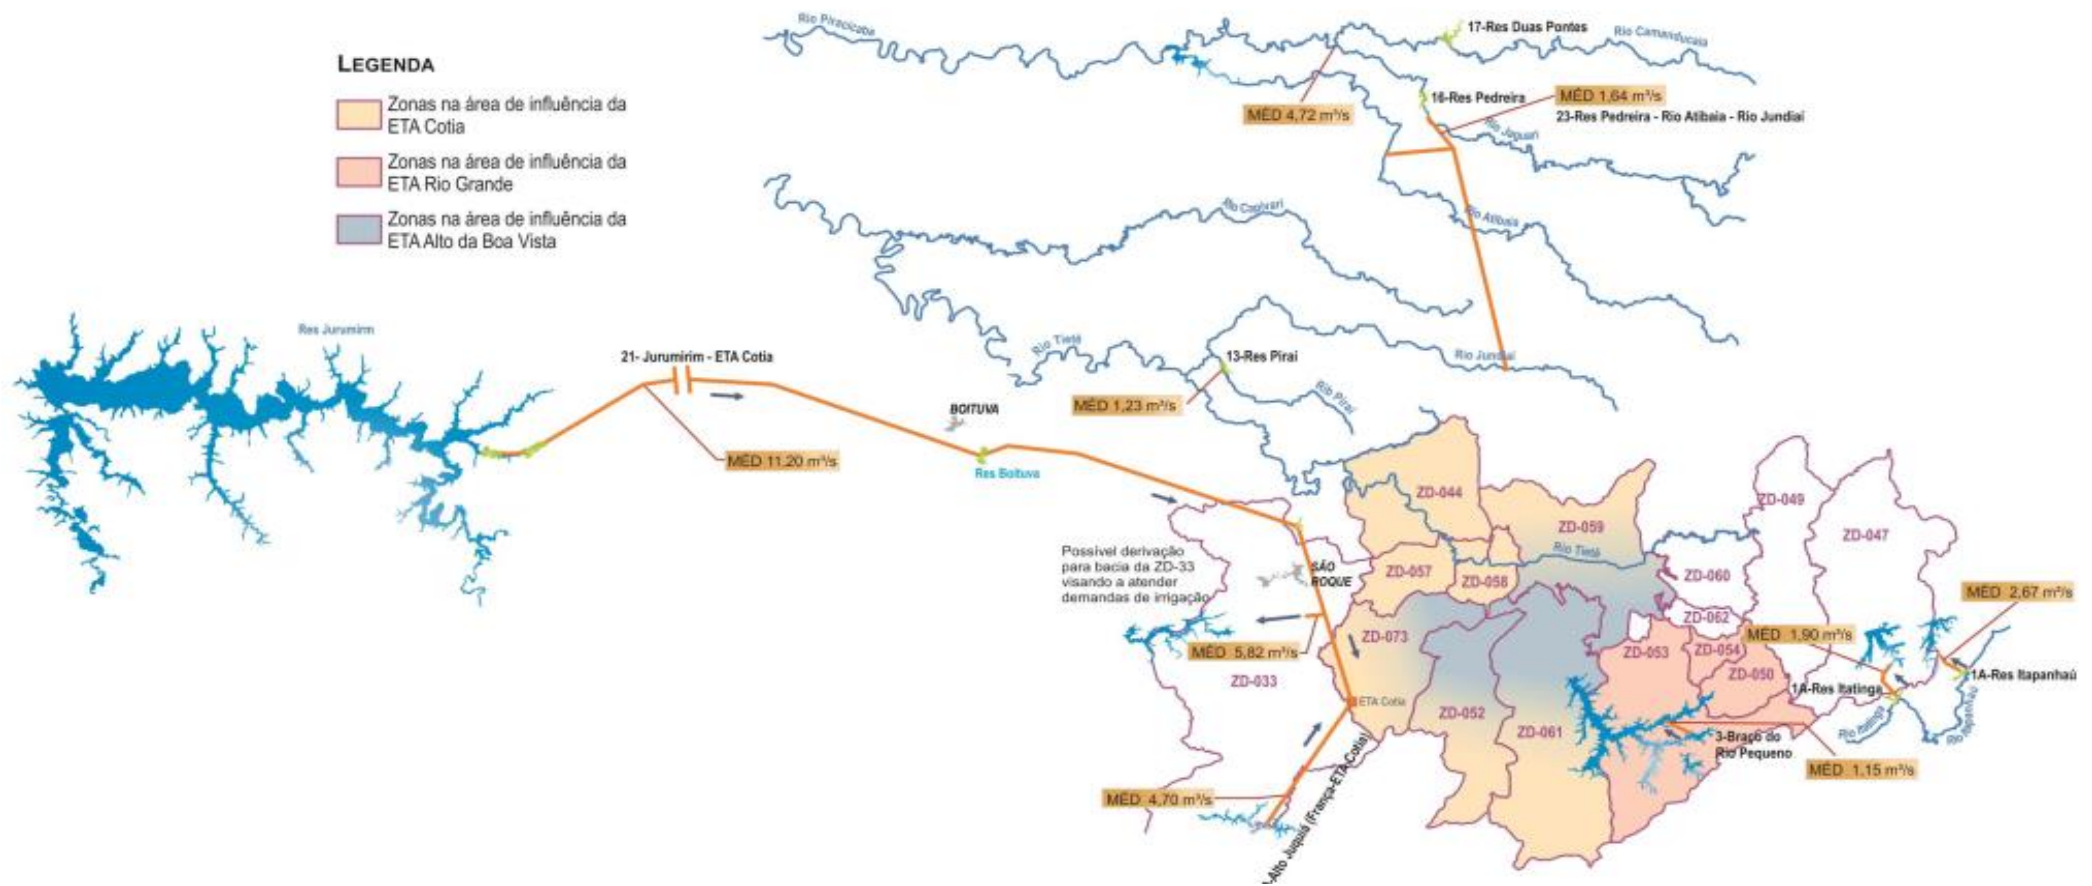 LEGENDA
Zonas na área de influência da
ETA Cotia
Zonas na área de influência da
ETA Rio Grande
Zonas na área de influência da
ETA Alto da Boa Vista
Rio Piracicaba
17-Res Duas Pontes
Rio Camanducaia
MÉD 4,72 m³/s
16-Res Pedreira
MÉD 1,64 m³/s
23-Res Pedreira - Rio Atibaia - Rio Jundiaí
Rio Jaguari
Rio Capivari
Rio Atibaia
Res Jurumirm
21- Jurumirim - ETA Cotia
Rio Tietê
13-Res Piraí
Rio Jundiaí
Rib Piraí
MÉD 1,23 m³/s
BOITUVA
MÉD 11,20 m³/s
Res Boituva
ZD-044
ZD-059
ZD-049
ZD-047
Possível derivação
para bacia da ZD-33
visando a atender
demandas de irrigação
SÃO
ROQUE
Rio Tietê
ZD-057
ZD-058
ZD-060
ZD-062
MÉD 2,67 m³/s
ZD-073
MÉD 1,90 m³/s
MÉD 5,82 m³/s
ZD-053
ZD-054
ZD-050
ZD-033
1A-Res Itatinga
1A-Res Itapanhaú
ETA Cotia
ZD-052
ZD-061
3-Braço do
Rio Pequeno
Rio Itatinga
Rio Itapanhaú
MÉD 1,15 m³/s
MÉD 4,70 m³/s
-Alto Juquiá (França-ETA-Cotia)